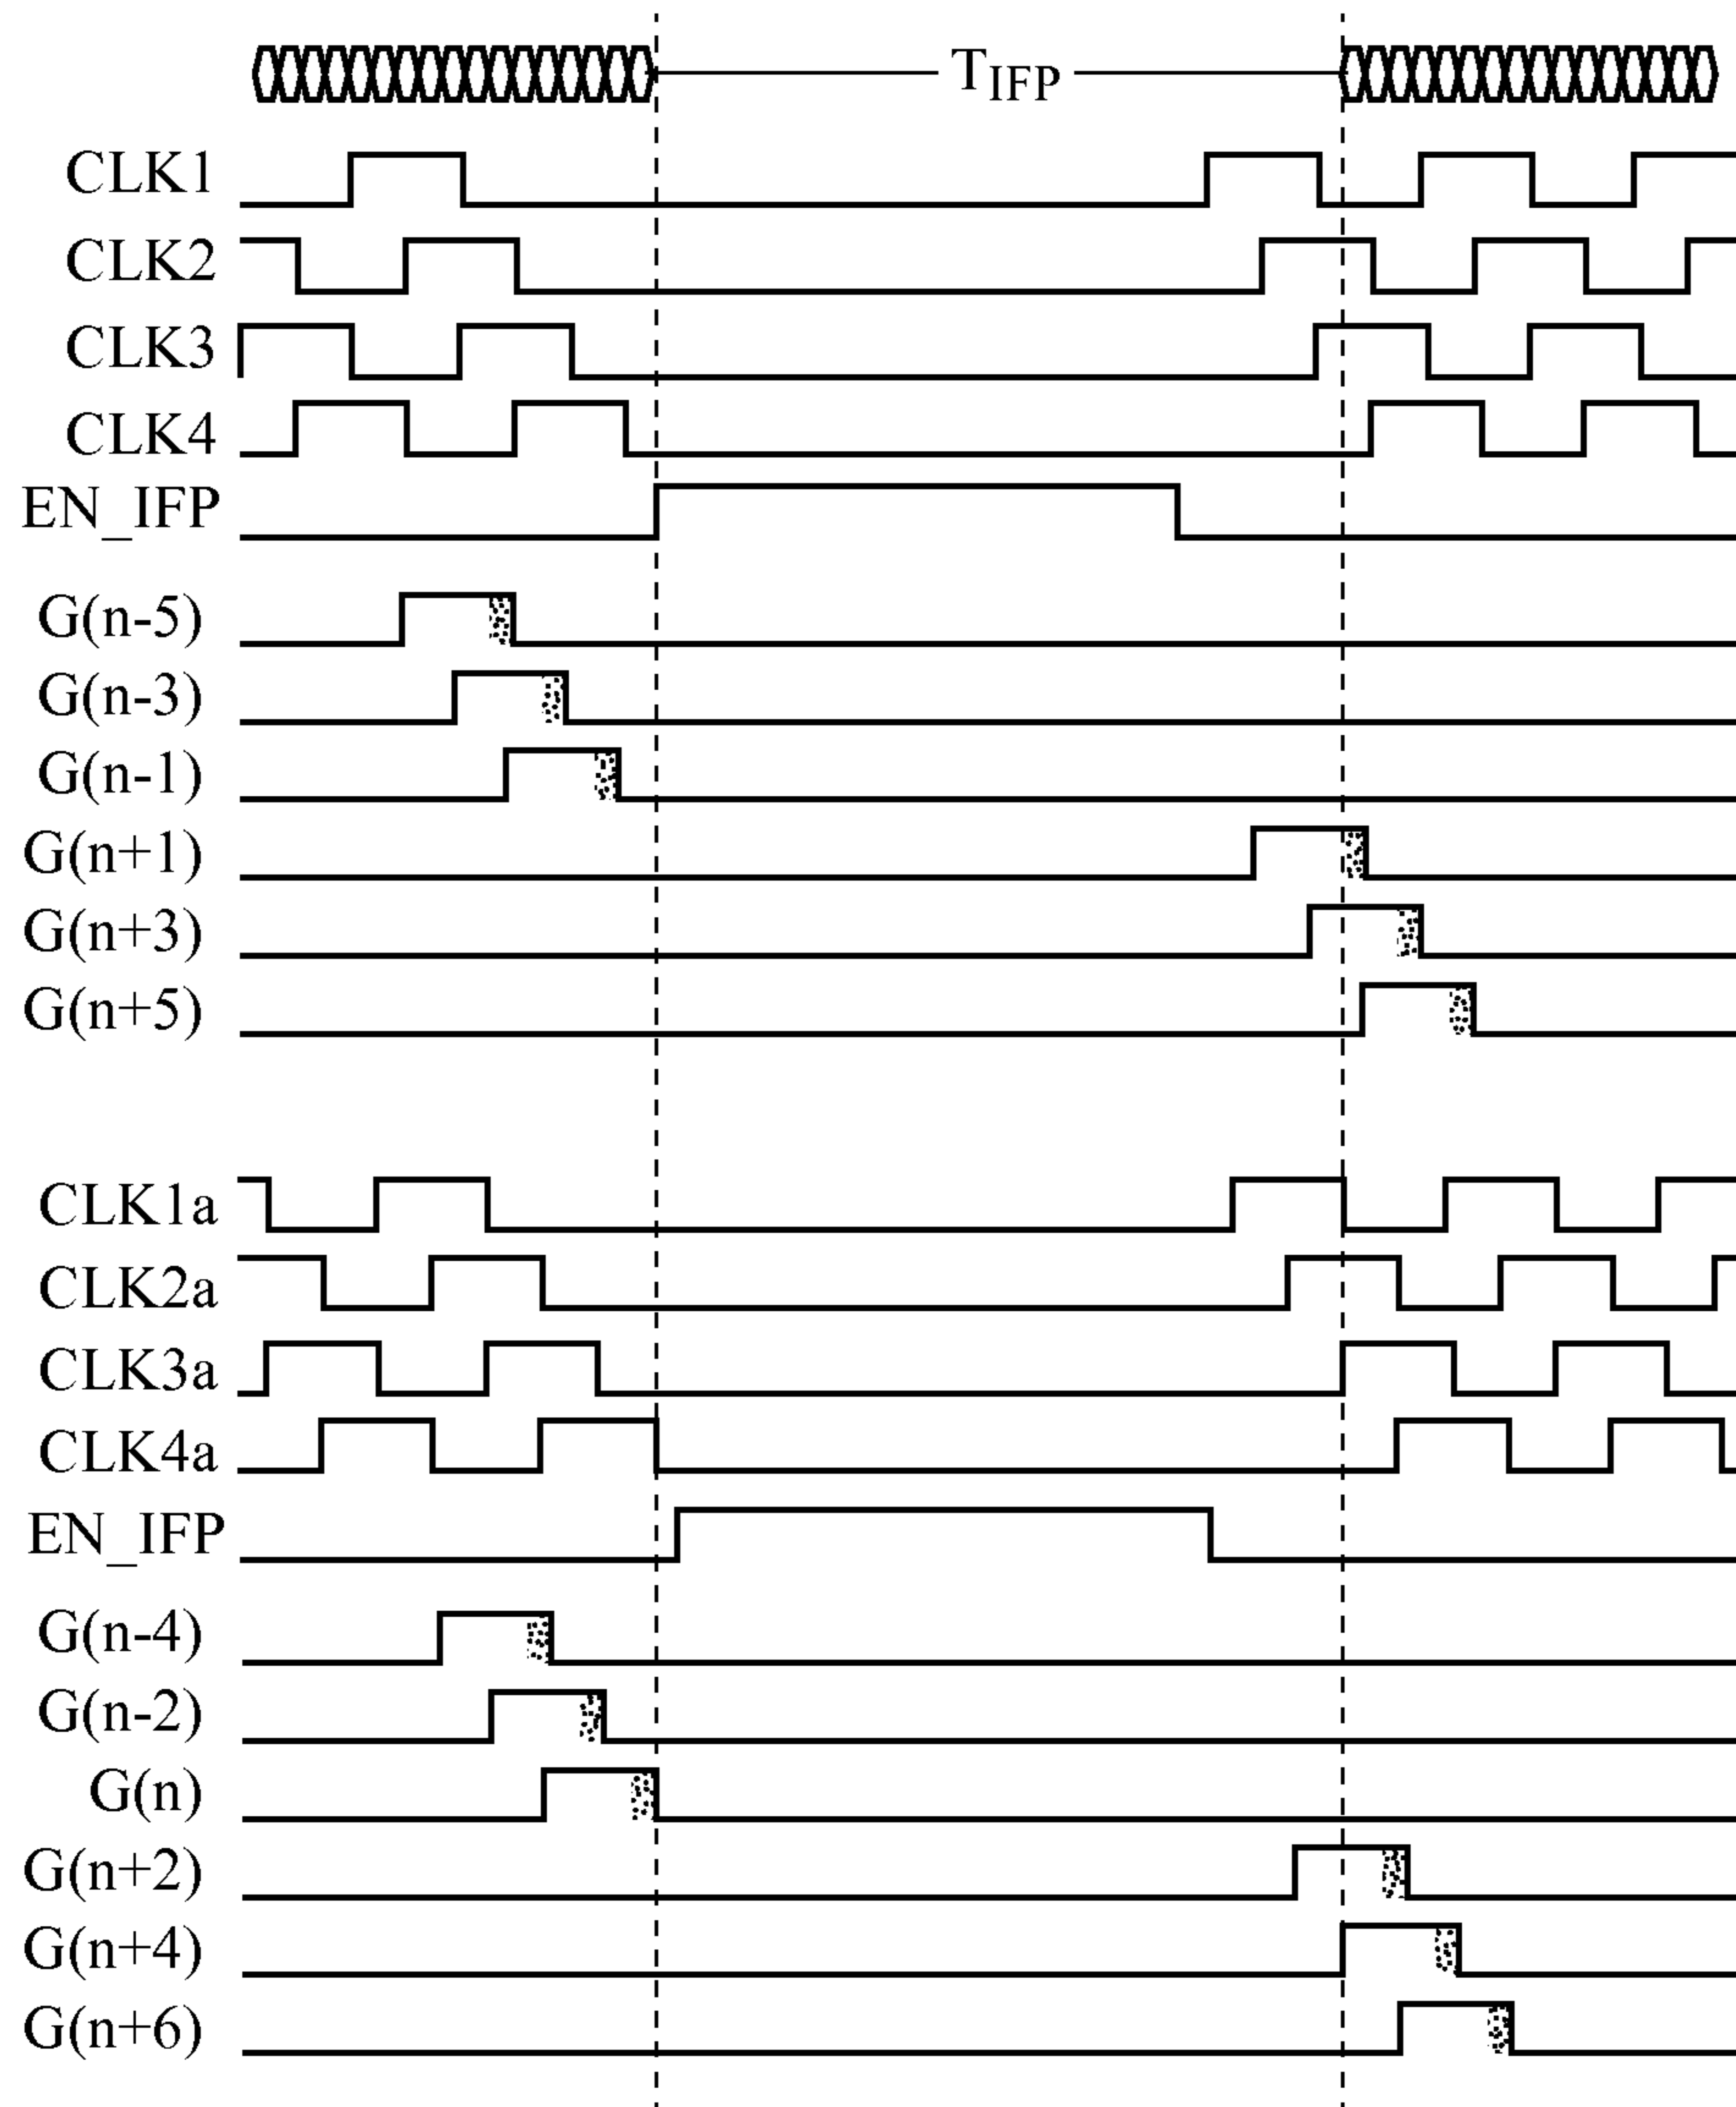 T_IFP
CLK1
CLK2
CLK3
CLK4
EN_IFP
G(n-5)
G(n-3)
G(n-1)
G(n+1)
G(n+3)
G(n+5)
CLK1a
CLK2a
CLK3a
CLK4a
EN_IFP
G(n-4)
G(n-2)
G(n)
G(n+2)
G(n+4)
G(n+6)